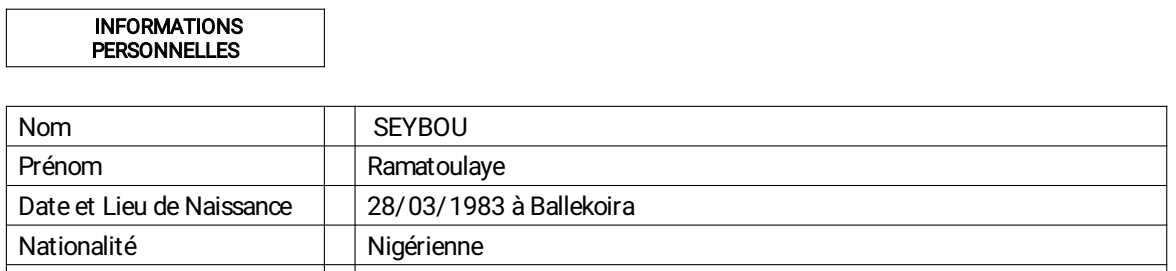 INFORMATIONS
PERSONNELLES
Nom SEYBOU
Prénom Ramatoulaye
Date et Lieu de Naissance 28/03/1983 à Ballekoira
Nationalité Nigérienne